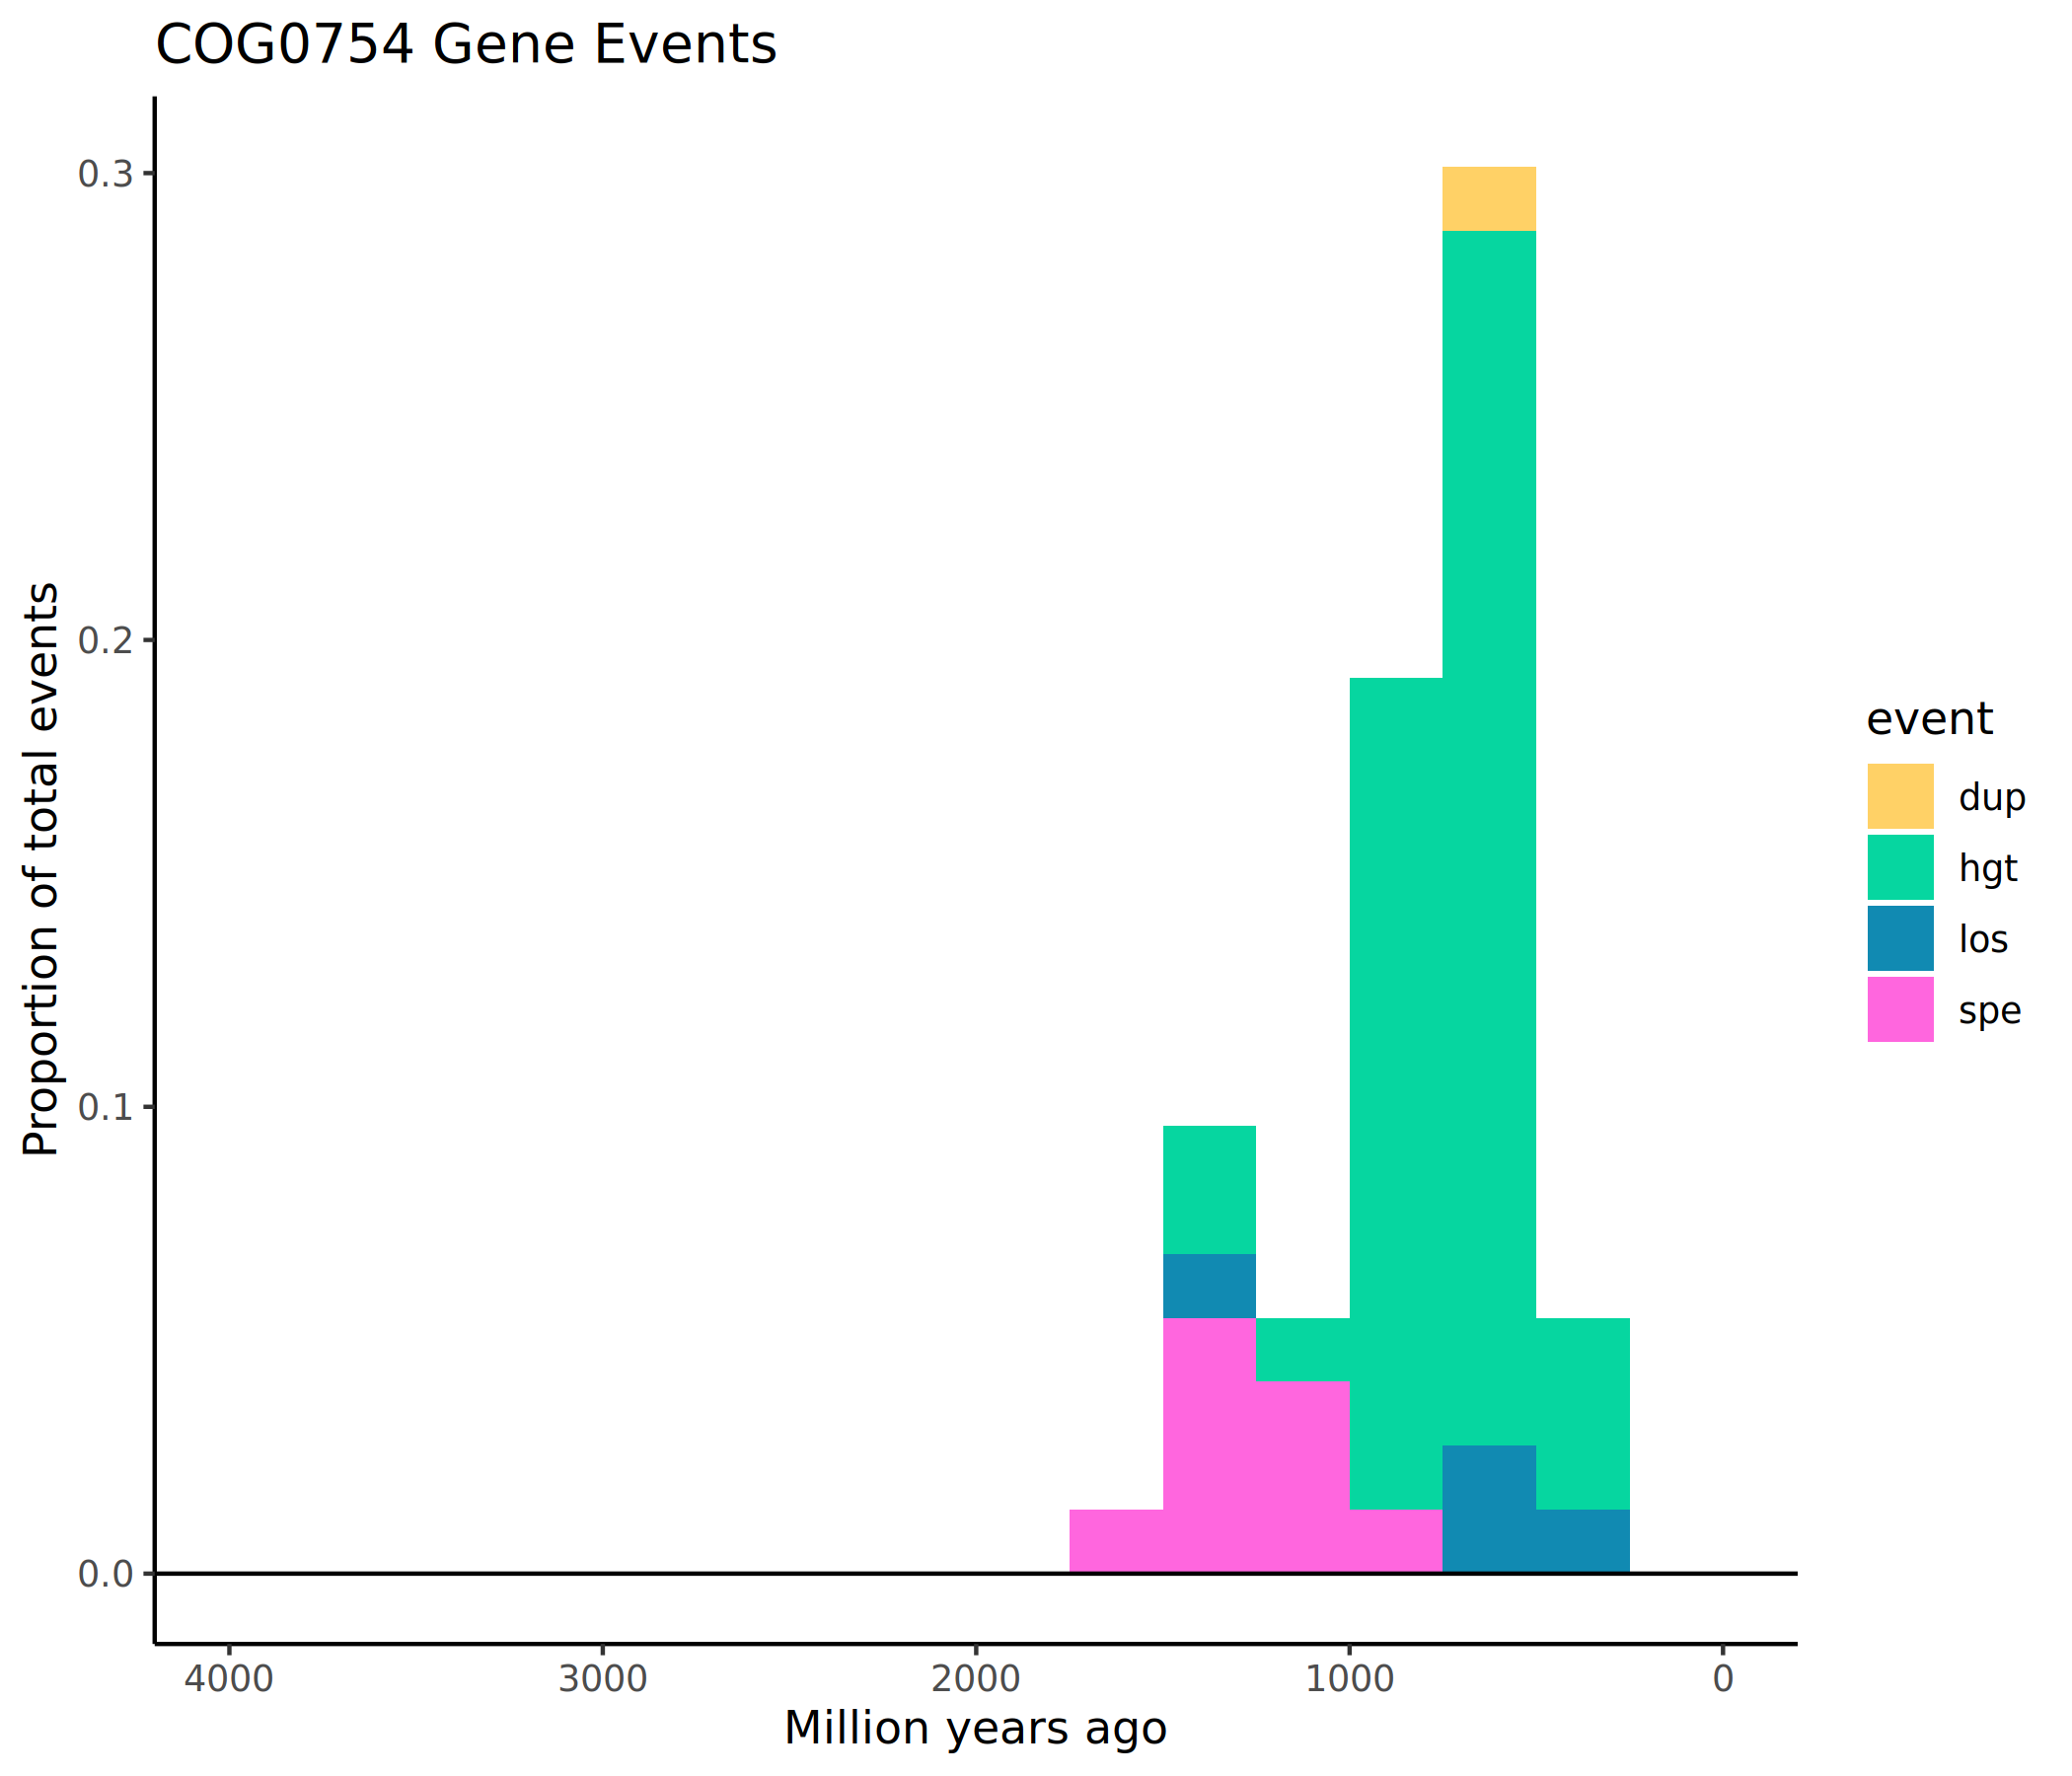 COG0754 Gene Events
Proportion of total events
0.3
0.2
0.1
0.0
4000 3000 2000 1000 0
Million years ago
event
dup
hgt
los
spe